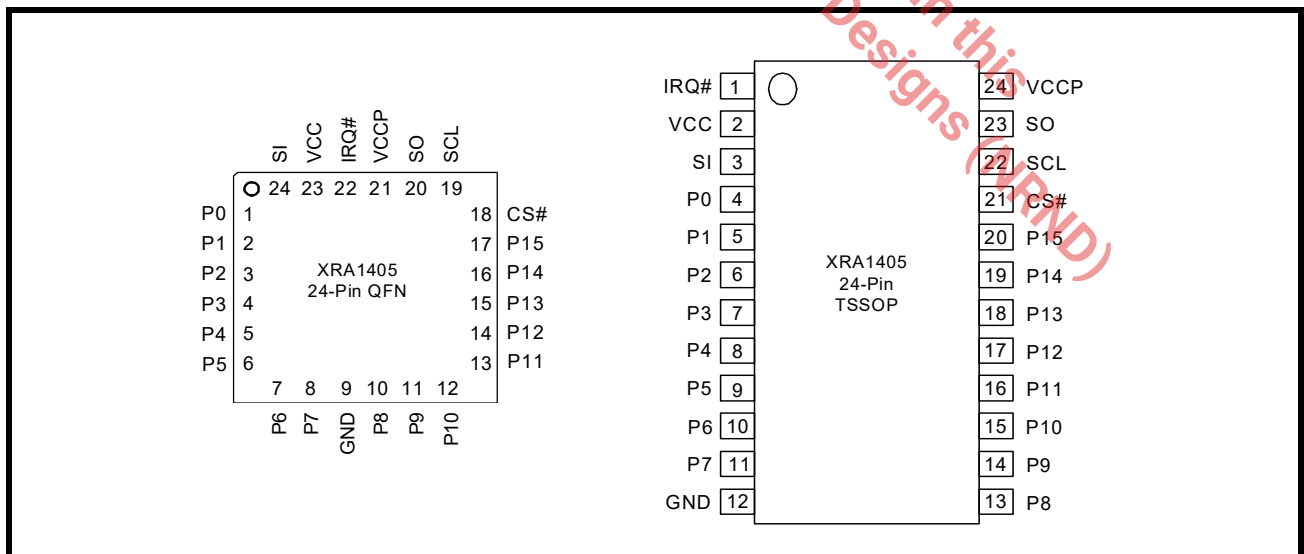 in this
Designs (NRND)
SI VCC IRQ# VCCP SO SCL
24 23 22 21 20 19
P0 1 18 CS#
P1 2 17 P15
P2 3 16 P14
P3 4 15 P13
P4 5 14 P12
P5 6 13 P11
XRA1405
24-Pin QFN
7 8 9 10 11 12
P6 P7 GND P8 P9 P10
IRQ# 1 24 VCCP
VCC 2 23 SO
SI 3 22 SCL
P0 4 21 CS#
P1 5 20 P15
P2 6 19 P14
P3 7 18 P13
P4 8 17 P12
P5 9 16 P11
P6 10 15 P10
P7 11 14 P9
GND 12 13 P8
XRA1405
24-Pin
TSSOP